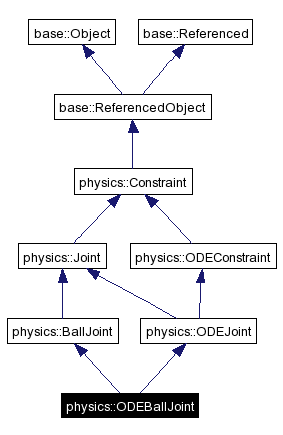 base::Object
base::Referenced
base::ReferencedObject
physics::Constraint
physics::Joint
physics::ODEConstraint
physics::BallJoint
physics::ODEJoint
physics::ODEBallJoint